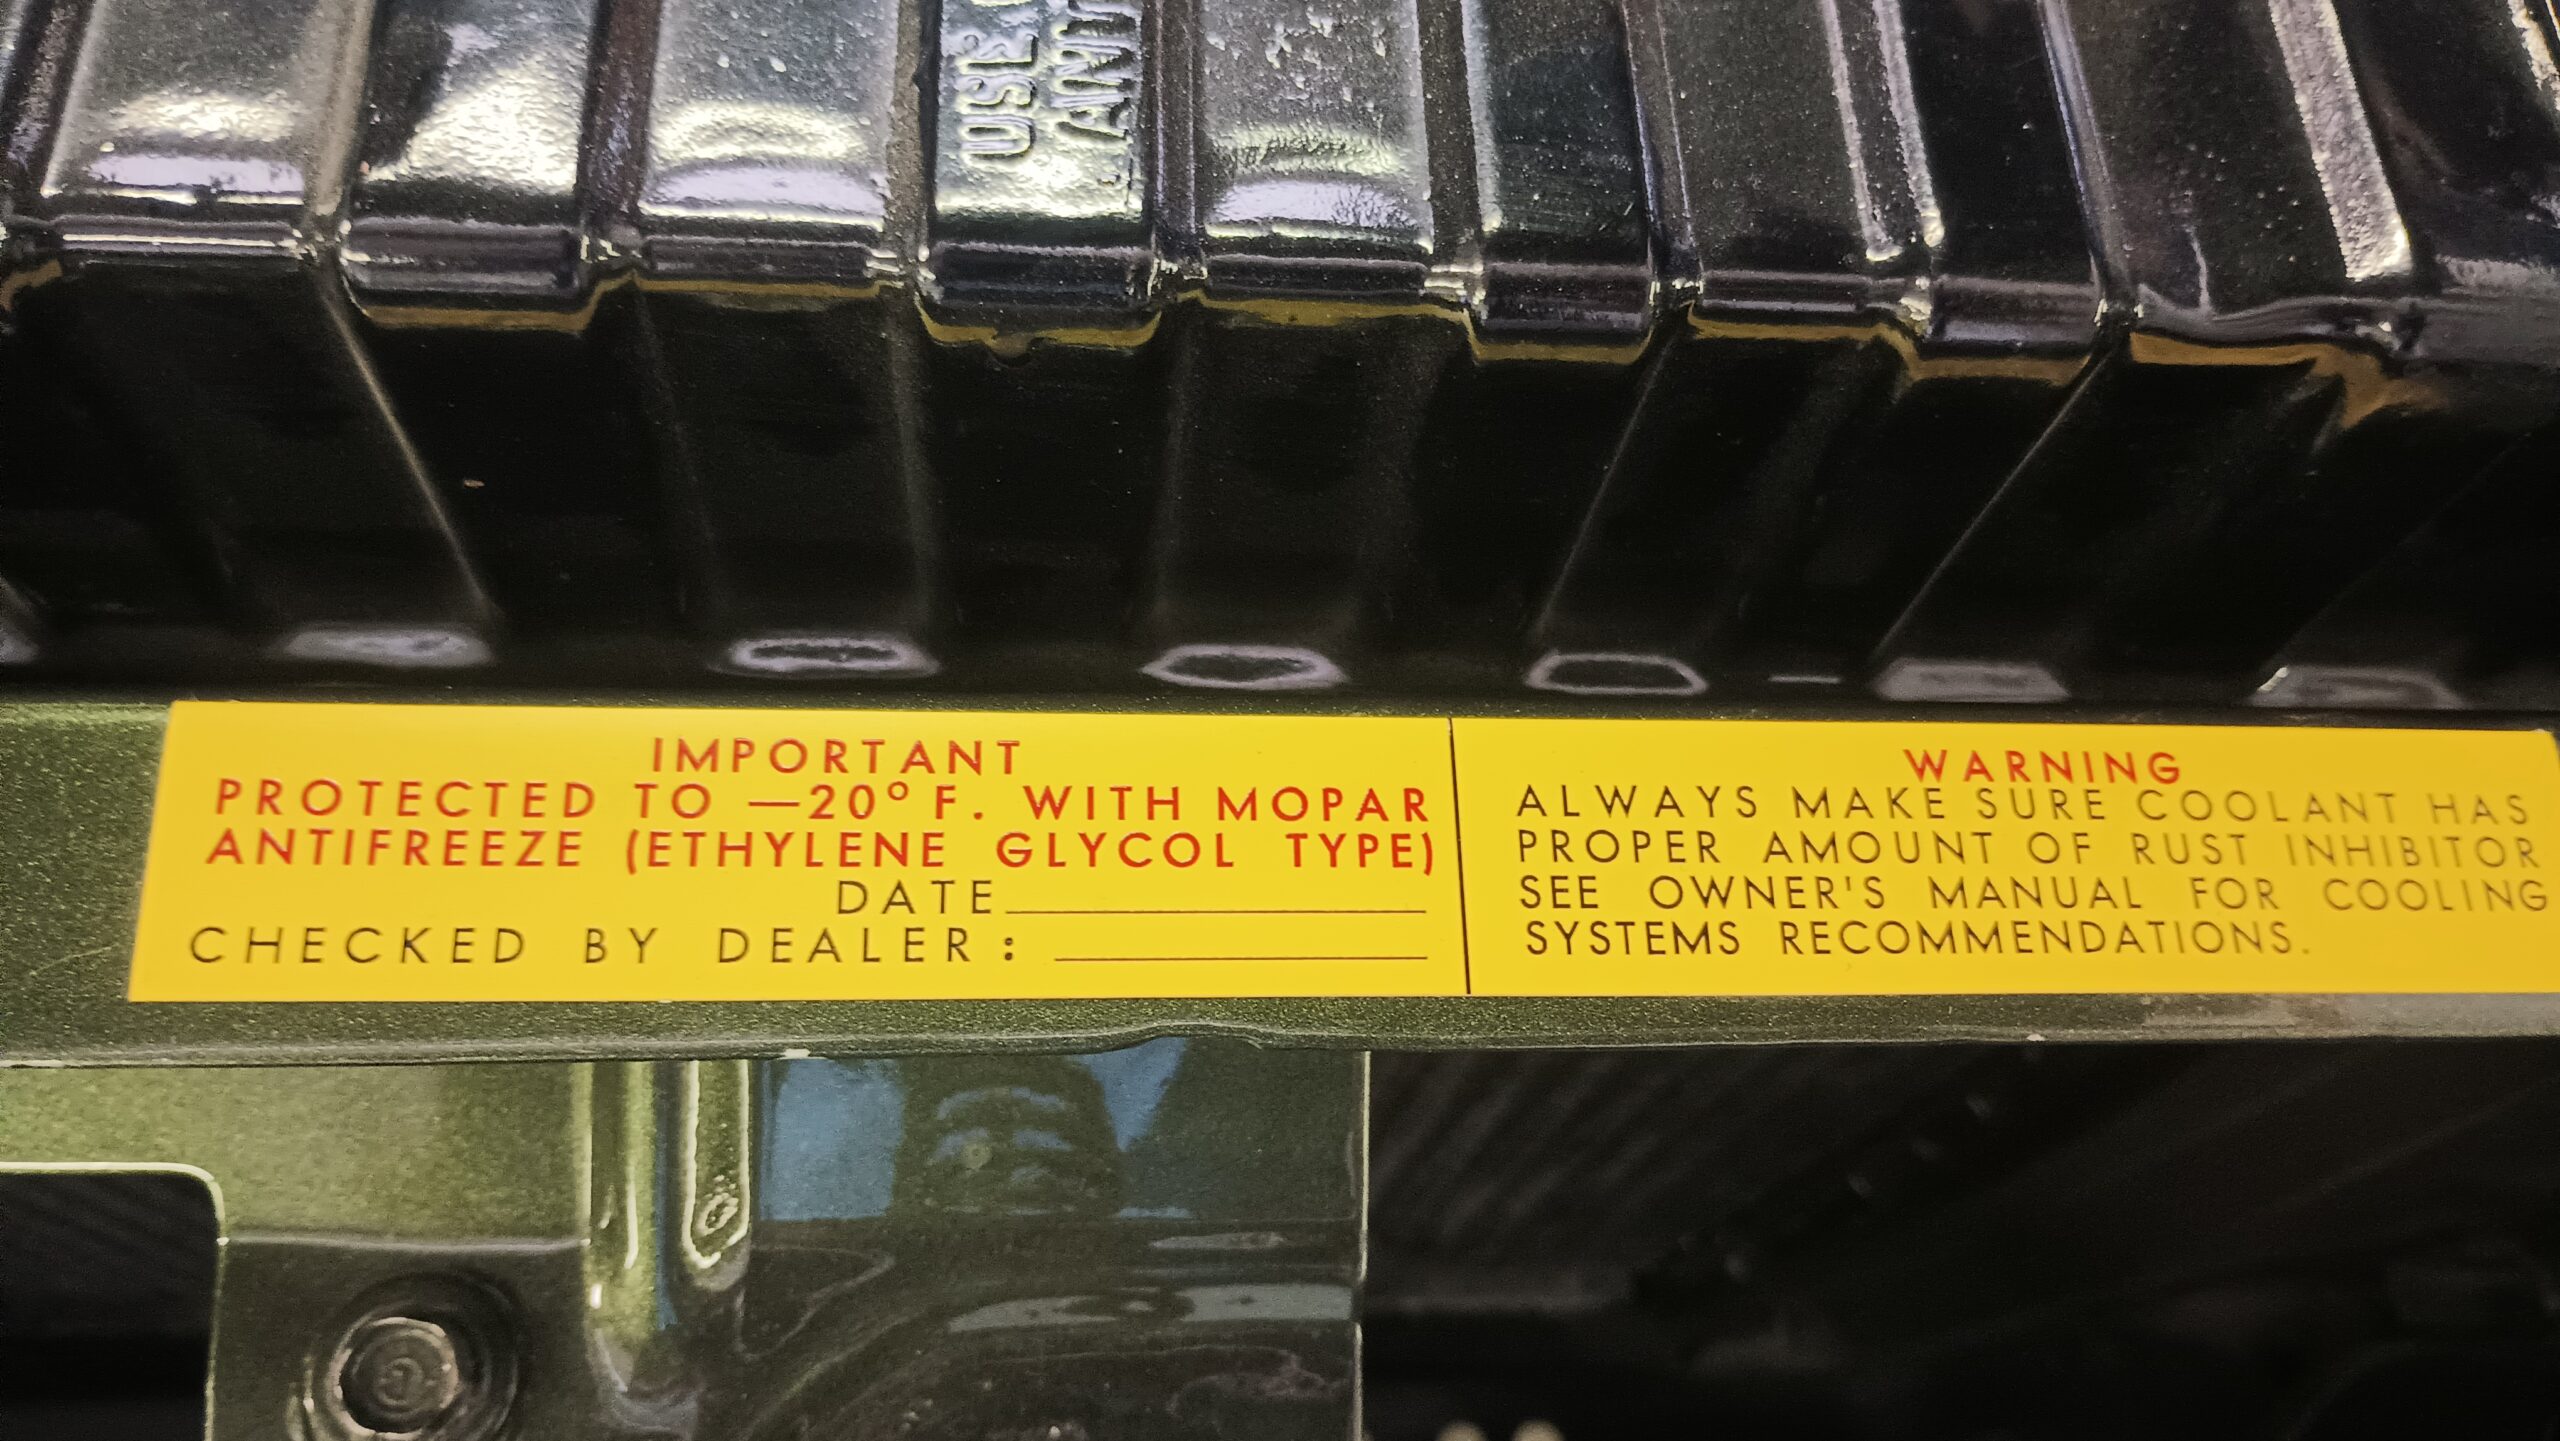 USE
IMPORTANT
PROTECTED TO —20° F. WITH MOPAR
ANTIFREEZE (ETHYLENE GLYCOL TYPE)
DATE
CHECKED BY DEALER:
WARNING
ALWAYS MAKE SURE COOLANT HAS
PROPER AMOUNT OF RUST INHIBITOR
SEE OWNER'S MANUAL FOR COOLING
SYSTEMS RECOMMENDATIONS.